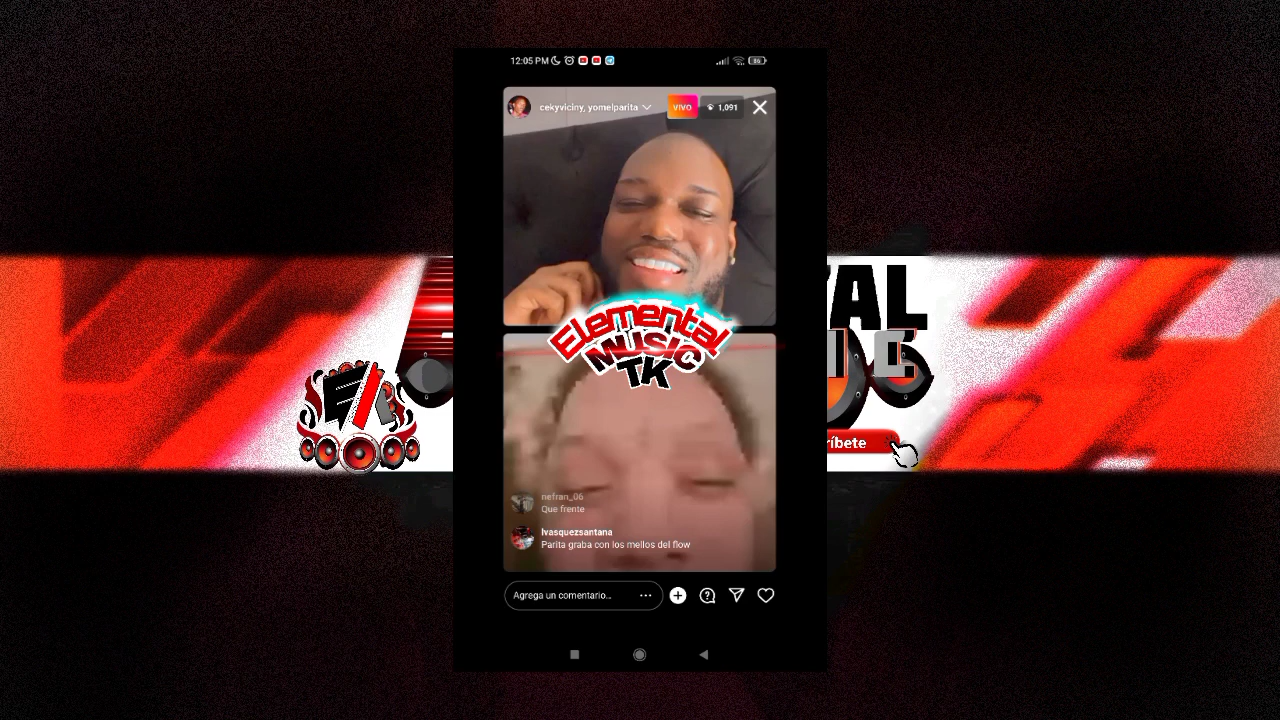 12:05 PM
86
cekyviciny, yomelparita
VIVO
1,091
Elemental
MUSIC
TK
nefran_06
Que frente
lvasquezsantana
Parita graba con los mellos del flow
Agrega un comentario...